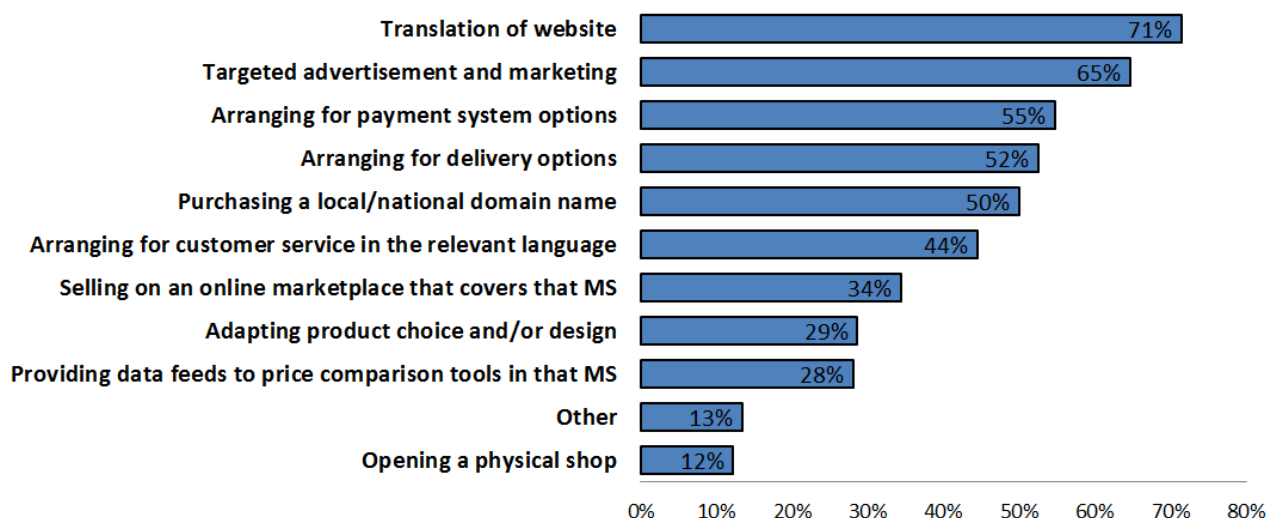 Translation of website 71%
Targeted advertisement and marketing 65%
Arranging for payment system options 55%
Arranging for delivery options 52%
Purchasing a local/national domain name 50%
Arranging for customer service in the relevant language 44%
Selling on an online marketplace that covers that MS 34%
Adapting product choice and/or design 29%
Providing data feeds to price comparison tools in that MS 28%
Other 13%
Opening a physical shop 12%
0% 10% 20% 30% 40% 50% 60% 70% 80%